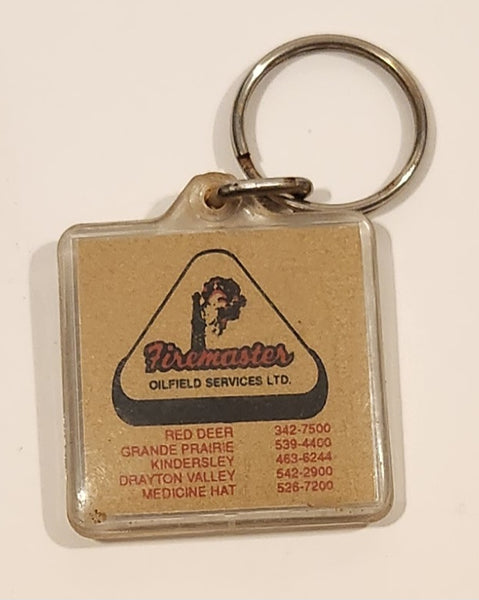 Firemaster
OILFIELD SERVICES LTD.
RED DEER 342-7500
GRANDE PRAIRIE 539-4400
KINDERSLEY 463-6244
DRAYTON VALLEY 542-2900
MEDICINE HAT 526-7200